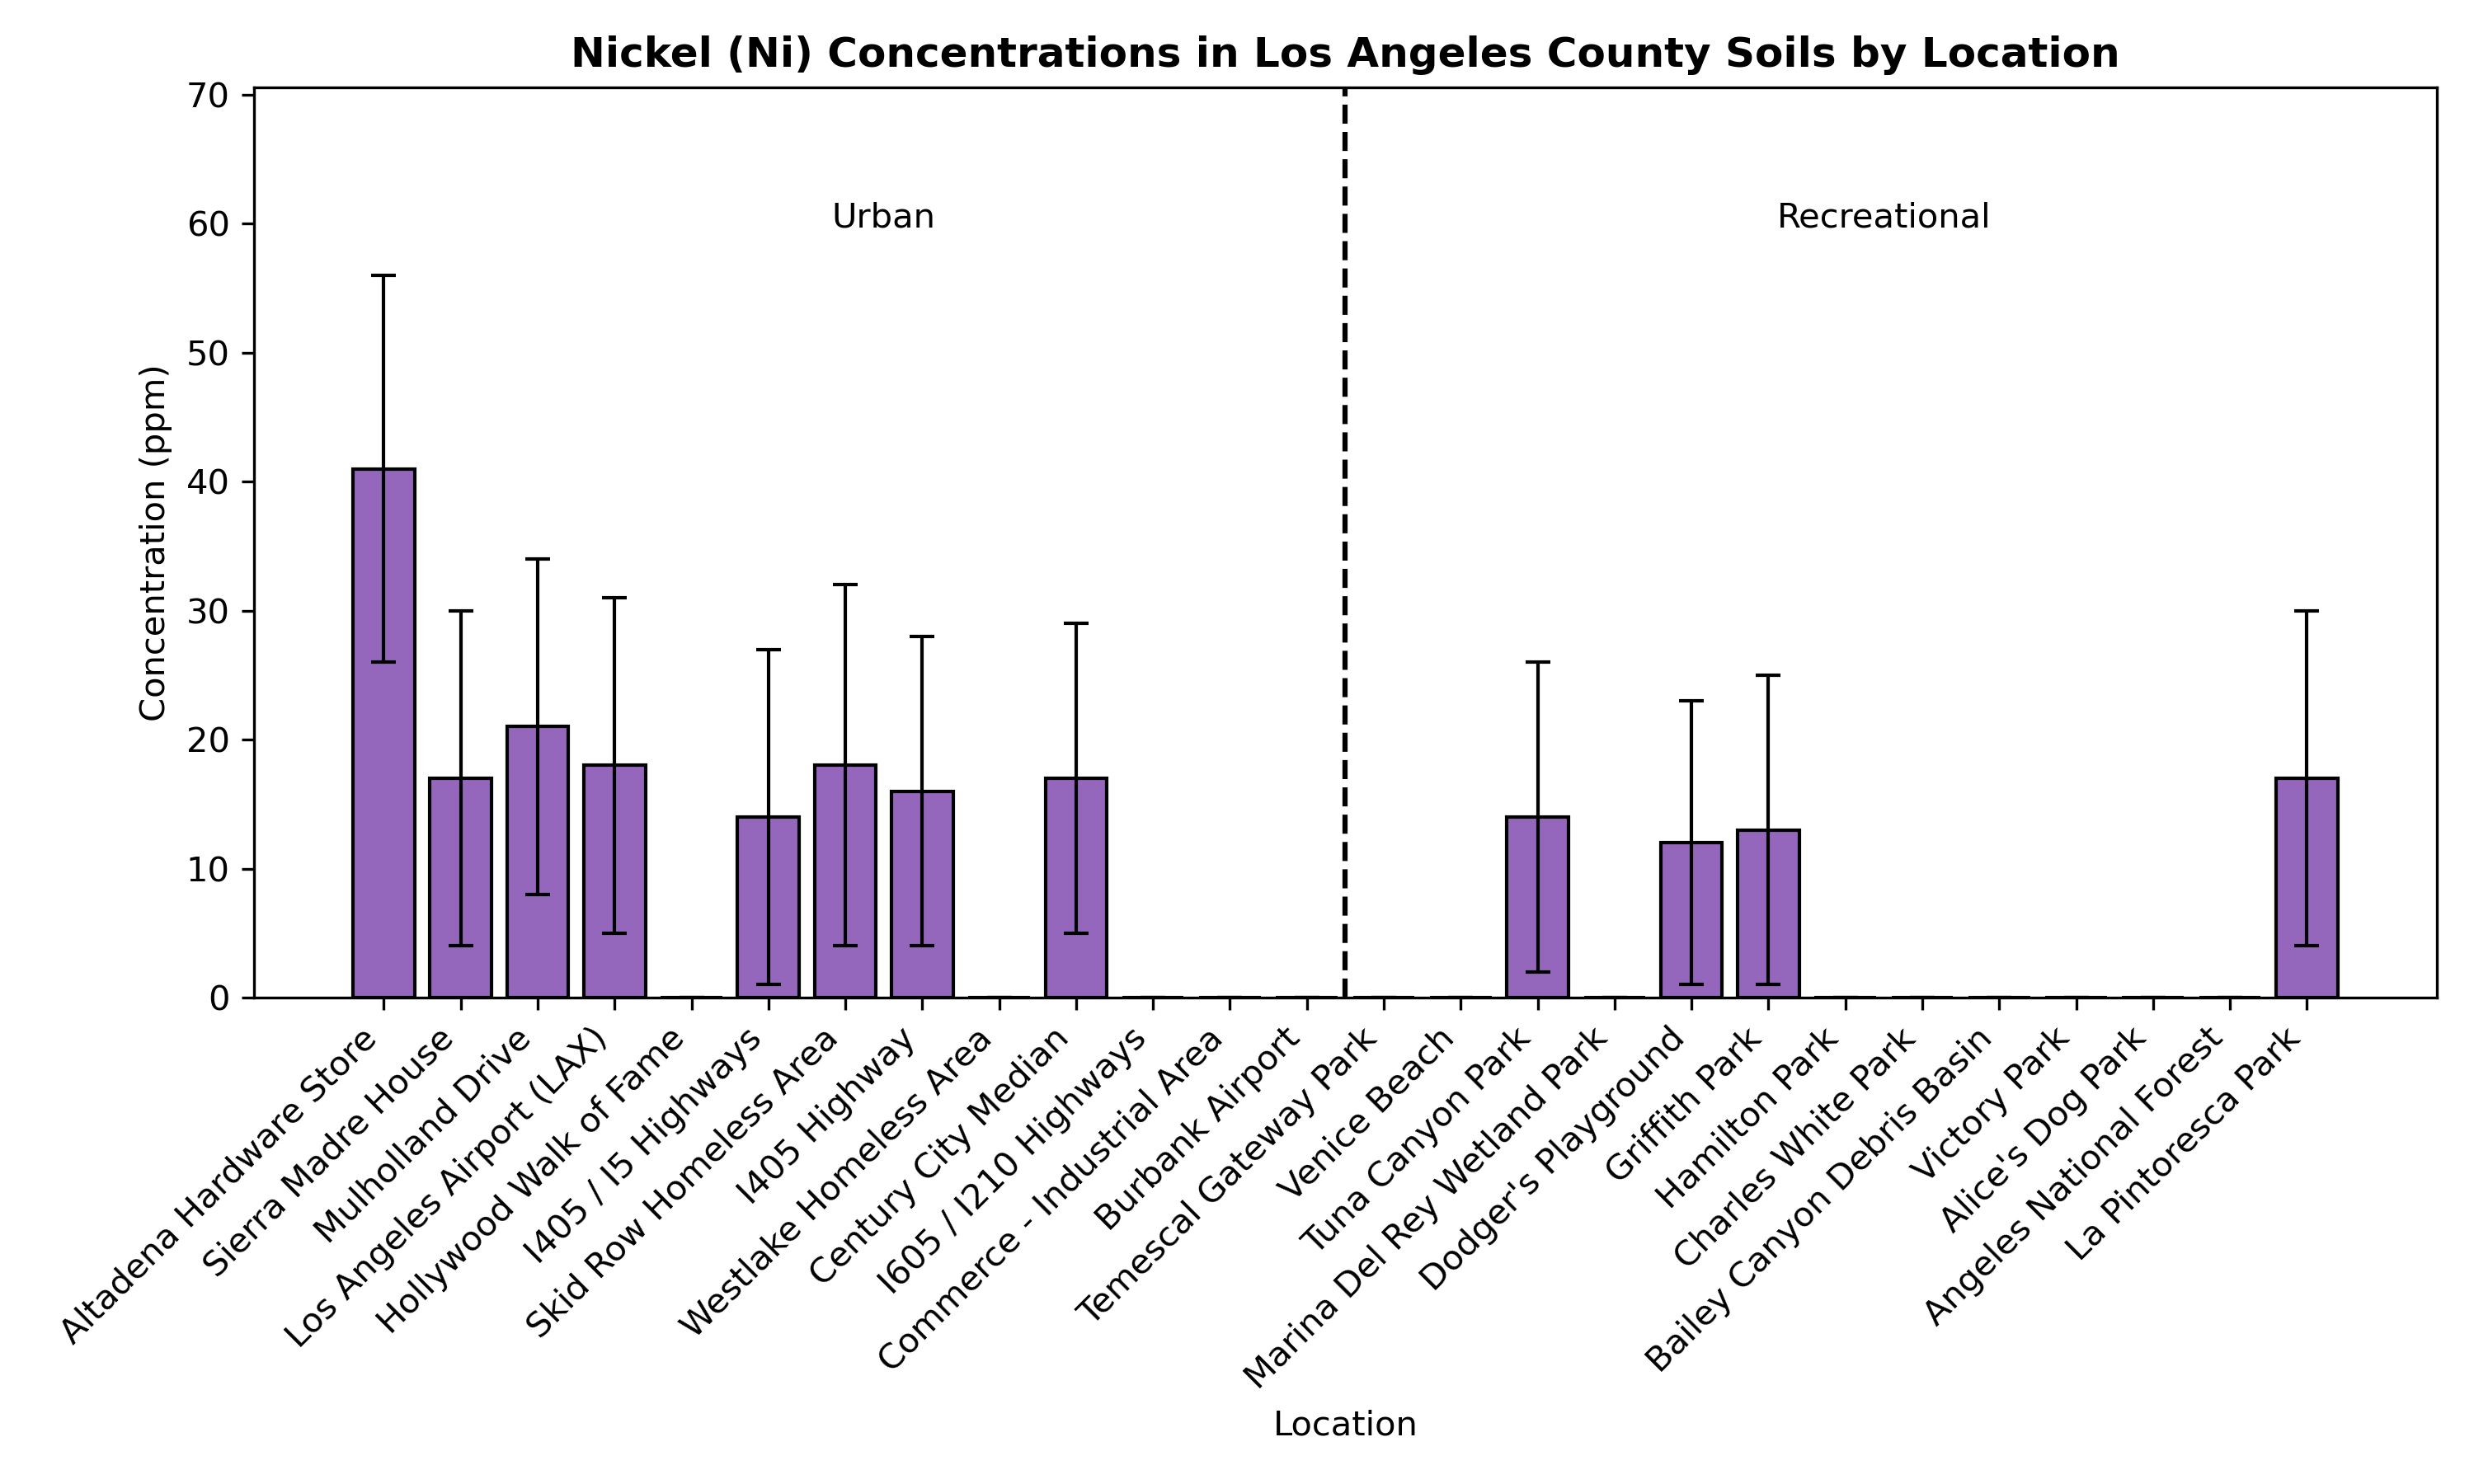 Nickel (Ni) Concentrations in Los Angeles County Soils by Location
Concentration (ppm)
70
60
50
40
30
20
10
0
Urban
Recreational
Altadena Hardware Store
Sierra Madre House
Mulholland Drive
Los Angeles Airport (LAX)
Hollywood Walk of Fame
I405 / I5 Highways
Skid Row Homeless Area
I405 Highway
Westlake Homeless Area
Century City Median
I605 / I210 Highways
Commerce - Industrial Area
Burbank Airport
Temescal Gateway Park
Venice Beach
Tuna Canyon Park
Marina Del Rey Wetland Park
Dodger's Playground
Griffith Park
Hamilton Park
Charles White Park
Bailey Canyon Debris Basin
Victory Park
Alice's Dog Park
Angeles National Forest
La Pintoresca Park
Location